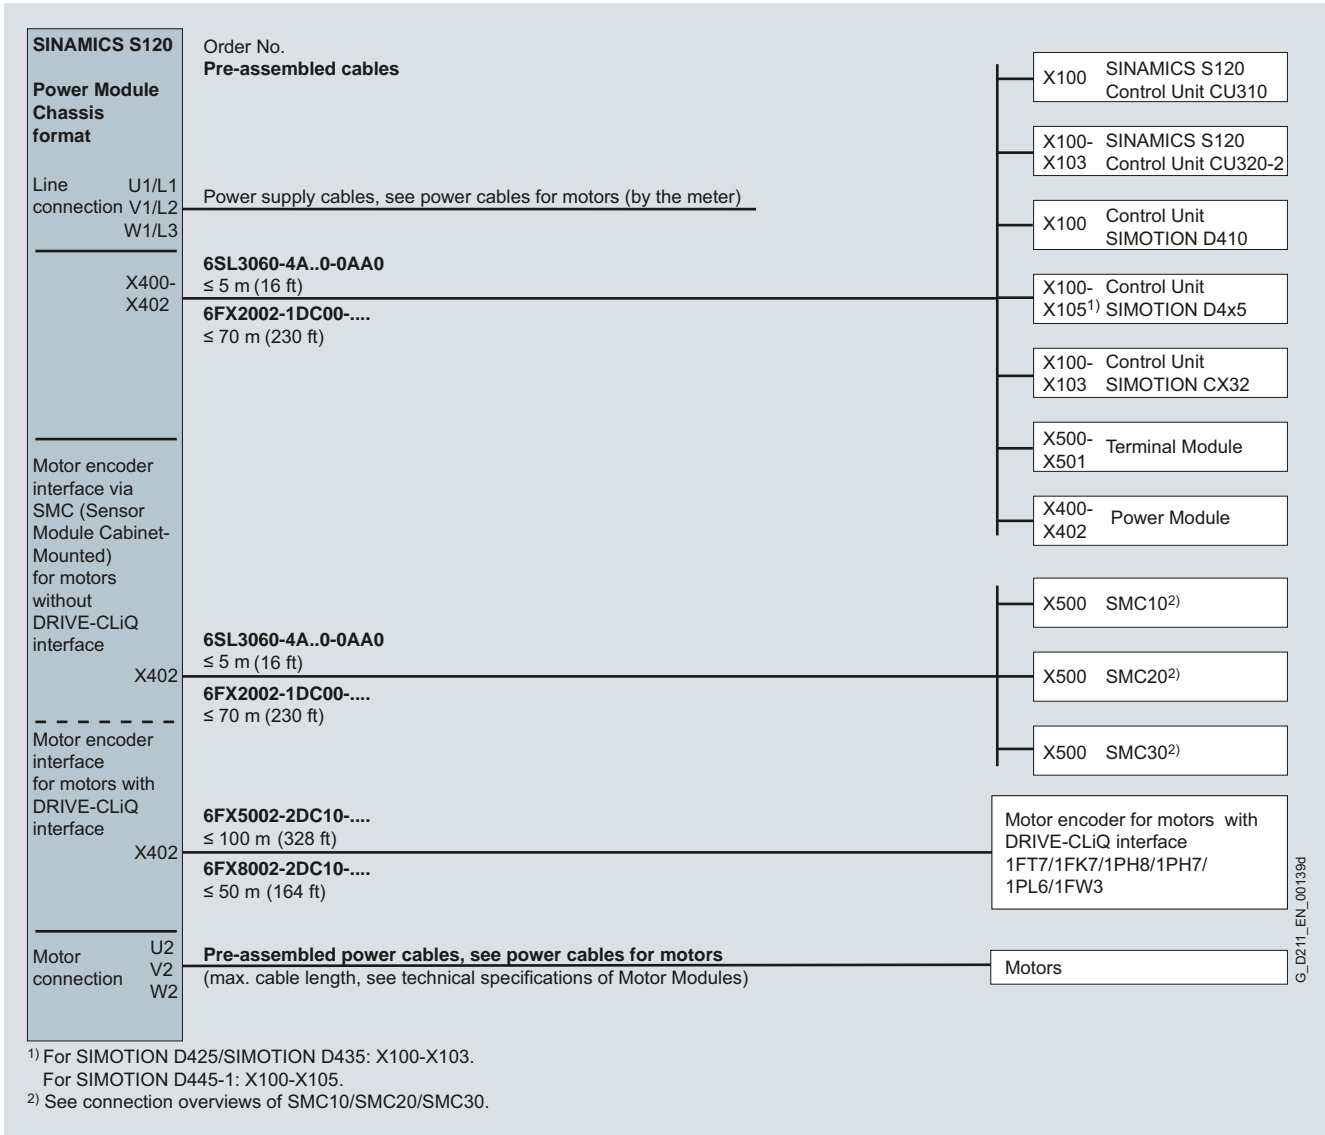 SINAMICS S120
Power Module
Chassis
format
Line
connection
U1/L1
V1/L2
W1/L3
X400-
X402
Motor encoder
interface via
SMC (Sensor
Module Cabinet-
Mounted)
for motors
without
DRIVE-CLiQ
interface
X402
Motor encoder
interface
for motors with
DRIVE-CLiQ
interface
X402
Motor
connection
U2
V2
W2
Order No.
Pre-assembled cables
Power supply cables, see power cables for motors (by the meter)
6SL3060-4A..0-0AA0
≤ 5 m (16 ft)
6FX2002-1DC00-....
≤ 70 m (230 ft)
6SL3060-4A..0-0AA0
≤ 5 m (16 ft)
6FX2002-1DC00-....
≤ 70 m (230 ft)
6FX5002-2DC10-....
≤ 100 m (328 ft)
6FX8002-2DC10-....
≤ 50 m (164 ft)
Pre-assembled power cables, see power cables for motors
(max. cable length, see technical specifications of Motor Modules)
X100 SINAMICS S120
Control Unit CU310
X100- SINAMICS S120
X103 Control Unit CU320-2
X100 Control Unit
SIMOTION D410
X100- Control Unit
X105¹⁾ SIMOTION D4x5
X100- Control Unit
X103 SIMOTION CX32
X500-
X501 Terminal Module
X400-
X402 Power Module
X500 SMC10²⁾
X500 SMC20²⁾
X500 SMC30²⁾
Motor encoder for motors with
DRIVE-CLiQ interface
1FT7/1FK7/1PH8/1PH7/
1PL6/1FW3
Motors
G_D211_EN_00139d
¹⁾ For SIMOTION D425/SIMOTION D435: X100-X103.
For SIMOTION D445-1: X100-X105.
²⁾ See connection overviews of SMC10/SMC20/SMC30.